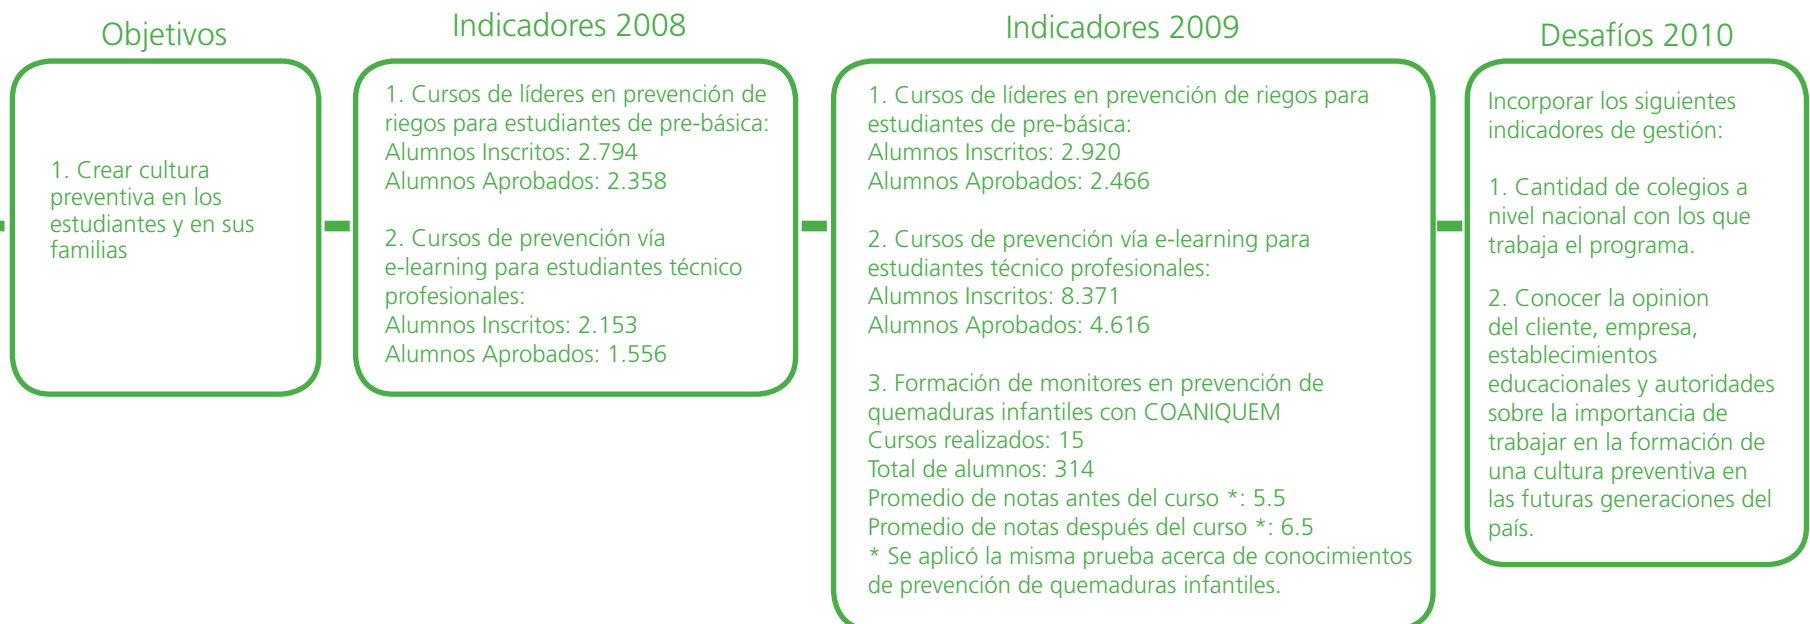 Objetivos
1. Crear cultura
preventiva en los
estudiantes y en sus
familias
Indicadores 2008
1. Cursos de líderes en prevención de
riegos para estudiantes de pre-básica:
Alumnos Inscritos: 2.794
Alumnos Aprobados: 2.358
2. Cursos de prevención vía
e-learning para estudiantes técnico
profesionales:
Alumnos Inscritos: 2.153
Alumnos Aprobados: 1.556
Indicadores 2009
1. Cursos de líderes en prevención de riegos para
estudiantes de pre-básica:
Alumnos Inscritos: 2.920
Alumnos Aprobados: 2.466
2. Cursos de prevención vía e-learning para
estudiantes técnico profesionales:
Alumnos Inscritos: 8.371
Alumnos Aprobados: 4.616
3. Formación de monitores en prevención de
quemaduras infantiles con COANIQUEM
Cursos realizados: 15
Total de alumnos: 314
Promedio de notas antes del curso *: 5.5
Promedio de notas después del curso *: 6.5
* Se aplicó la misma prueba acerca de conocimientos
de prevención de quemaduras infantiles.
Desafíos 2010
Incorporar los siguientes
indicadores de gestión:
1. Cantidad de colegios a
nivel nacional con los que
trabaja el programa.
2. Conocer la opinion
del cliente, empresa,
establecimientos
educacionales y autoridades
sobre la importancia de
trabajar en la formación de
una cultura preventiva en
las futuras generaciones del
país.